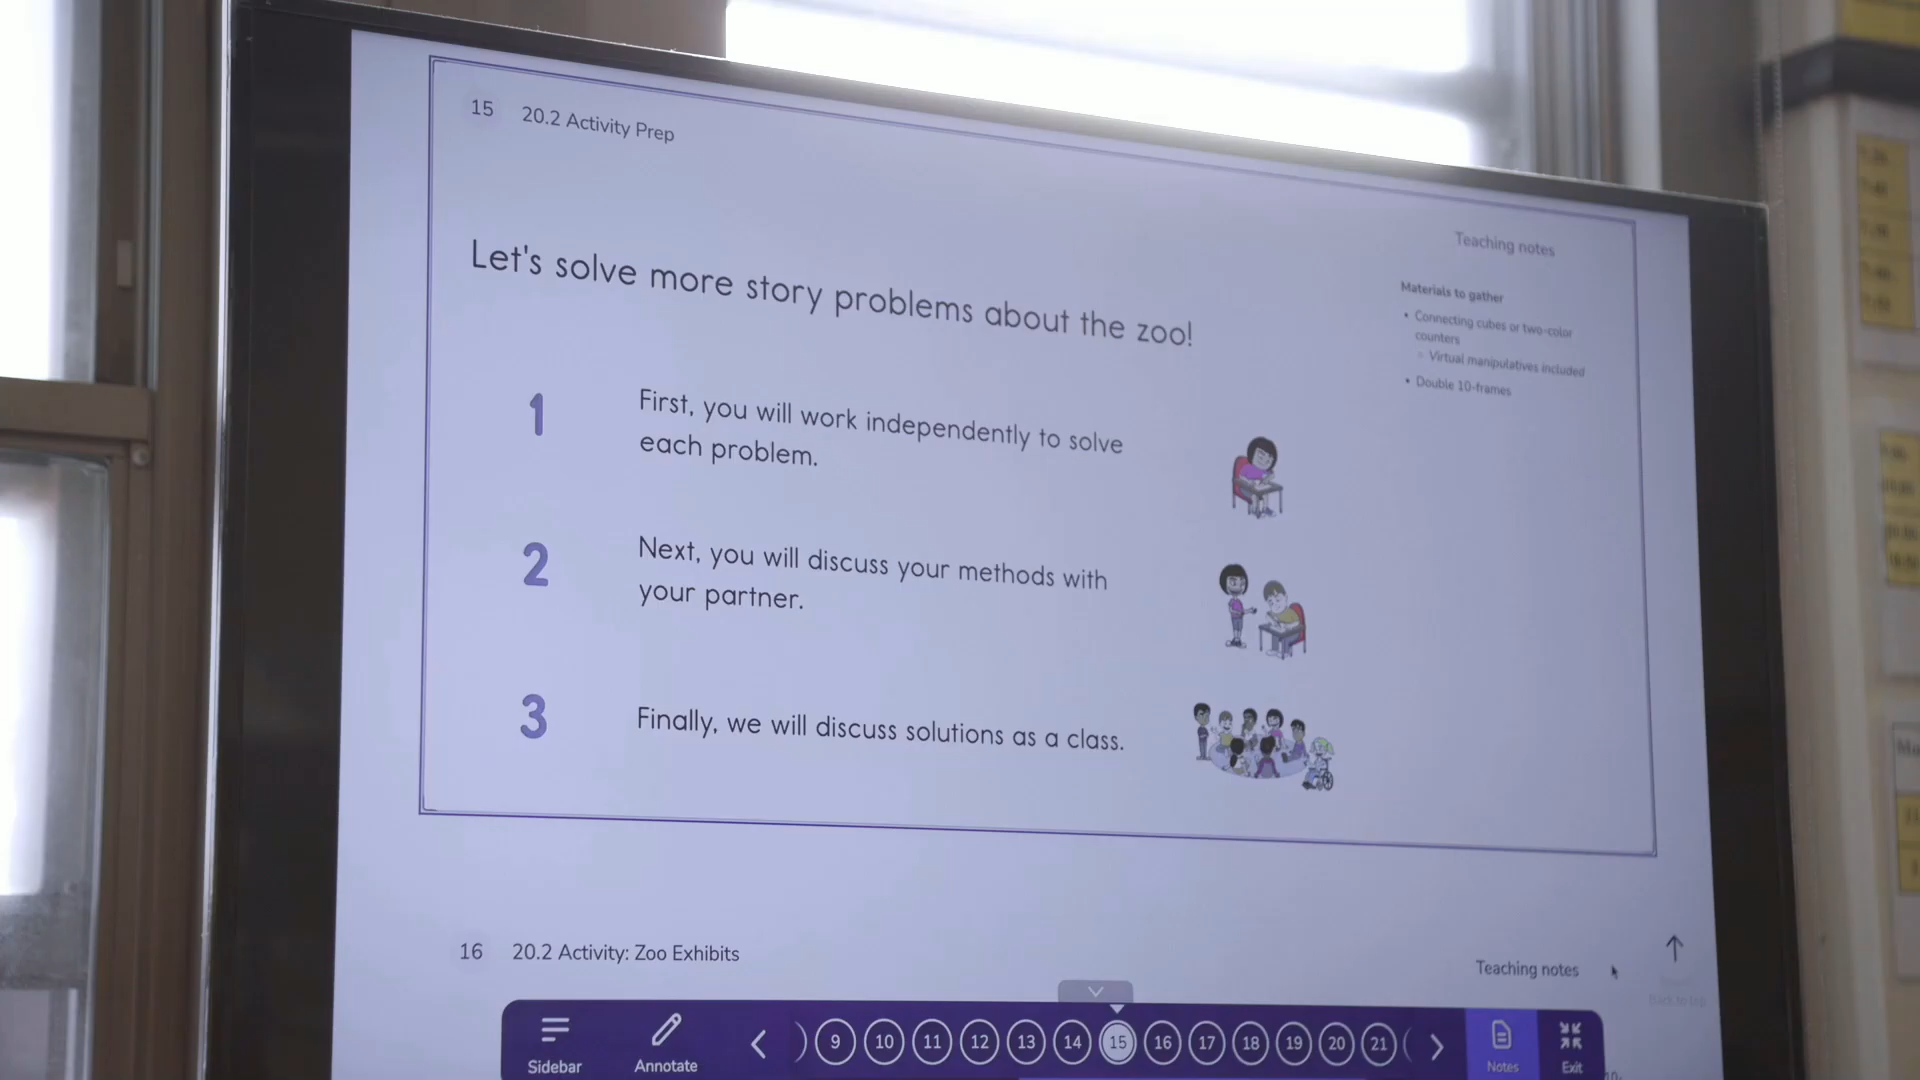 15 20.2 Activity Prep
Let's solve more story problems about the zoo!
1 First, you will work independently to solve
each problem.
2 Next, you will discuss your methods with
your partner.
3 Finally, we will discuss solutions as a class.
Teaching notes
Materials to gather
• Connecting cubes or two-color
counters
○ Virtual manipulatives included
• Double 10-frames
16 20.2 Activity: Zoo Exhibits
Teaching notes
Back to top
Sidebar Annotate 9 10 11 12 13 14 15 16 17 18 19 20 21 Notes Exit